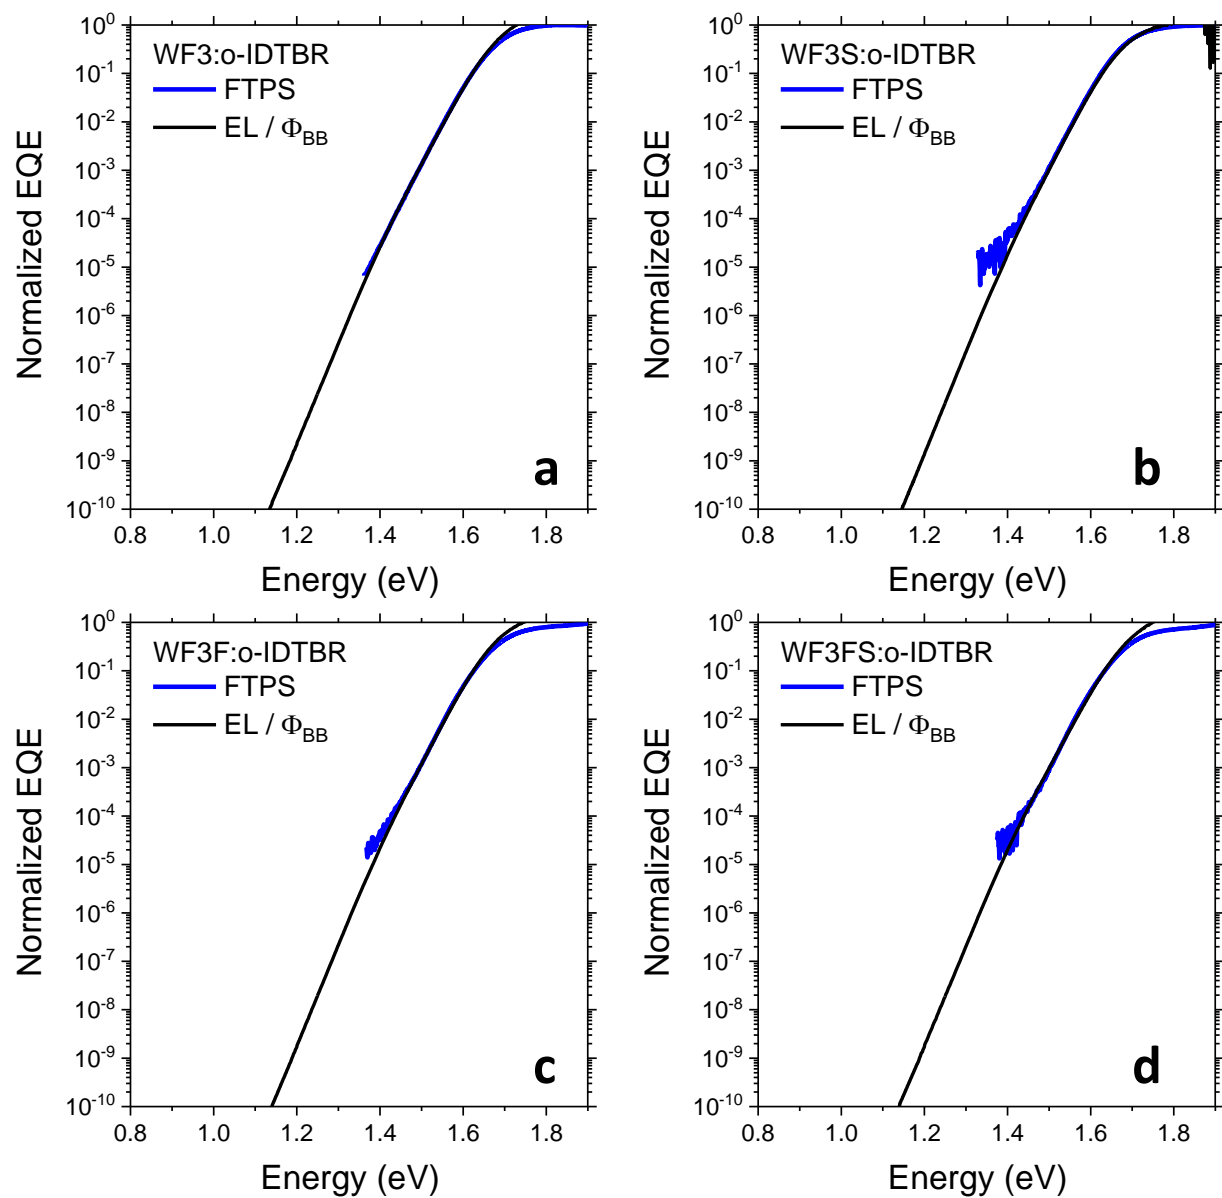 WF3:o-IDTBR
FTPS
EL / Φ_BB
Normalized EQE
10^0
10^-1
10^-2
10^-3
10^-4
10^-5
10^-6
10^-7
10^-8
10^-9
10^-10
a
0.8 1.0 1.2 1.4 1.6 1.8
Energy (eV)
WF3S:o-IDTBR
FTPS
EL / Φ_BB
Normalized EQE
10^0
10^-1
10^-2
10^-3
10^-4
10^-5
10^-6
10^-7
10^-8
10^-9
10^-10
b
0.8 1.0 1.2 1.4 1.6 1.8
Energy (eV)
WF3F:o-IDTBR
FTPS
EL / Φ_BB
Normalized EQE
10^0
10^-1
10^-2
10^-3
10^-4
10^-5
10^-6
10^-7
10^-8
10^-9
10^-10
c
0.8 1.0 1.2 1.4 1.6 1.8
Energy (eV)
WF3FS:o-IDTBR
FTPS
EL / Φ_BB
Normalized EQE
10^0
10^-1
10^-2
10^-3
10^-4
10^-5
10^-6
10^-7
10^-8
10^-9
10^-10
d
0.8 1.0 1.2 1.4 1.6 1.8
Energy (eV)